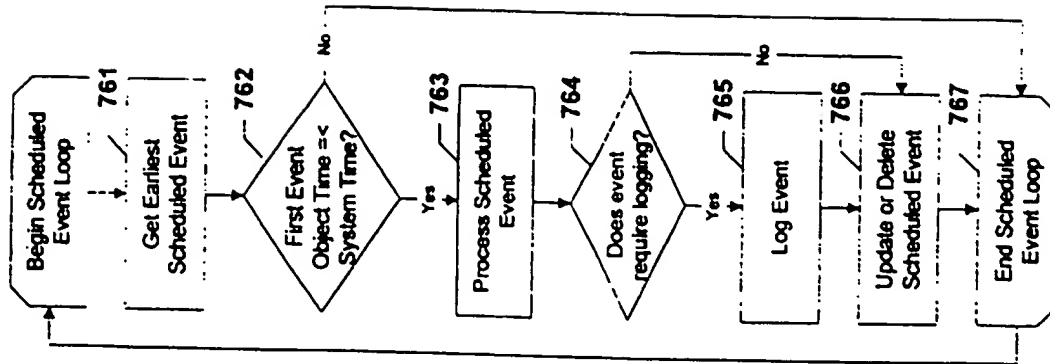 Begin Scheduled
Event Loop
761
Get Earliest
Scheduled Event
762
First Event
Object Time =<
System Time?
No
Yes
763
Process Scheduled
Event
764
Does event
require logging?
No
Yes
765
Log Event
766
Update or Delete
Scheduled Event
767
End Scheduled
Event Loop